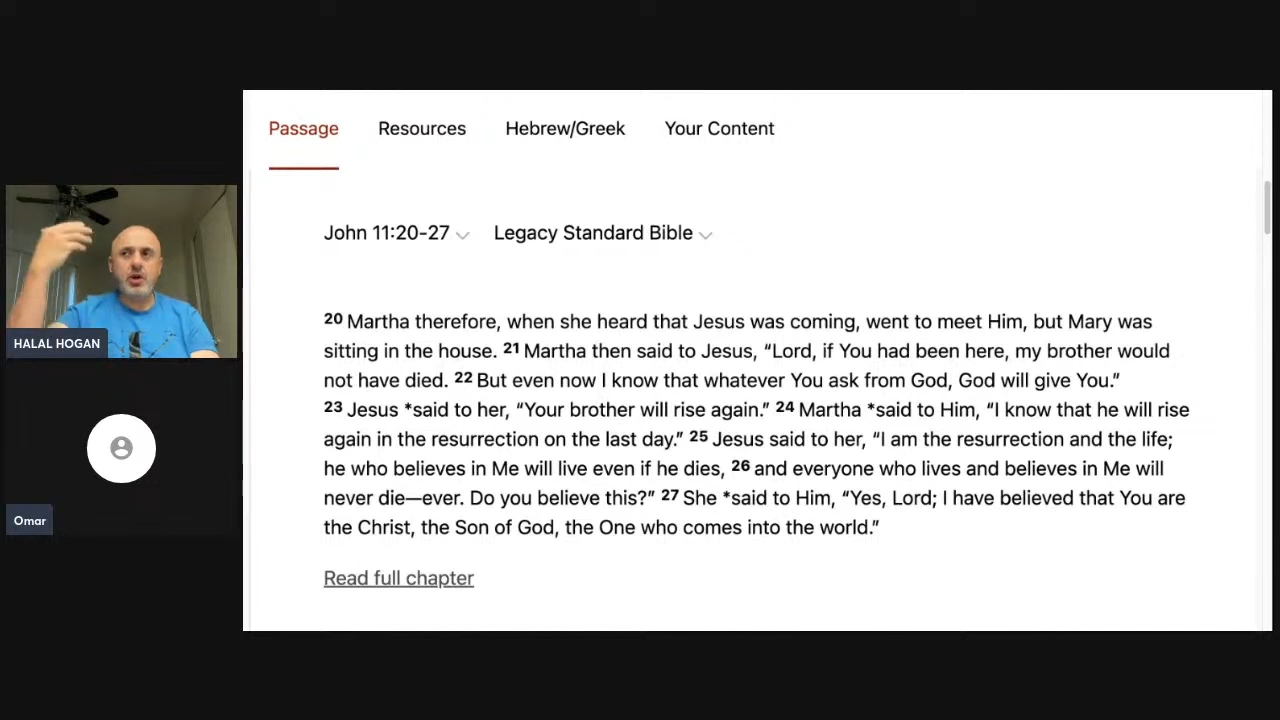 Passage Resources Hebrew/Greek Your Content
John 11:20-27 Legacy Standard Bible
20 Martha therefore, when she heard that Jesus was coming, went to meet Him, but Mary was
sitting in the house. 21 Martha then said to Jesus, “Lord, if You had been here, my brother would
not have died. 22 But even now I know that whatever You ask from God, God will give You.”
23 Jesus *said to her, “Your brother will rise again.” 24 Martha *said to Him, “I know that he will rise
again in the resurrection on the last day.” 25 Jesus said to her, “I am the resurrection and the life;
he who believes in Me will live even if he dies, 26 and everyone who lives and believes in Me will
never die—ever. Do you believe this?” 27 She *said to Him, “Yes, Lord; I have believed that You are
the Christ, the Son of God, the One who comes into the world.”
Read full chapter
HALAL HOGAN
Omar